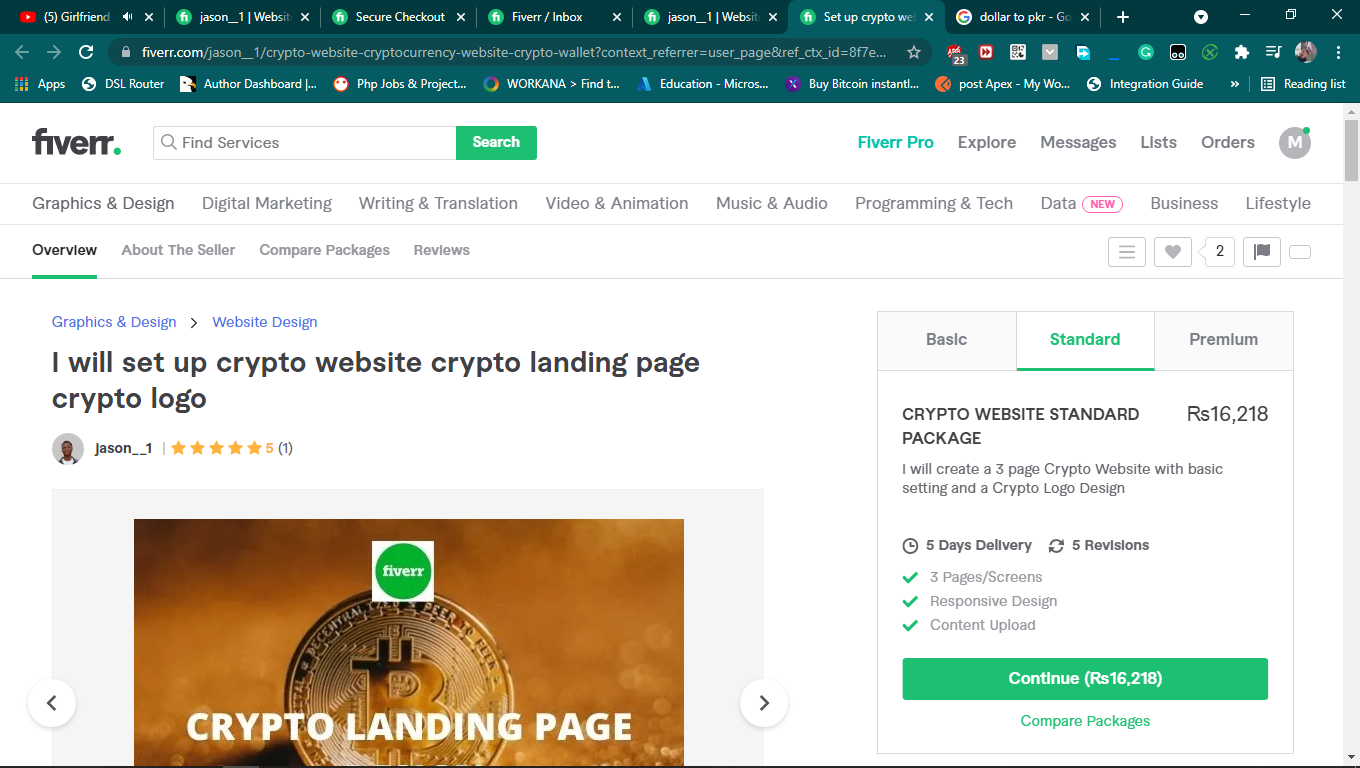 (5) Girlfriend
jason__1 | Websit
Secure Checkout
Fiverr / Inbox
jason__1 | Websit
Set up crypto we
dollar to pkr - Go
fiverr.com/jason__1/crypto-website-cryptocurrency-website-crypto-wallet?context_referrer=user_page&ref_ctx_id=8f7e...
23
Apps
DSL Router
Author Dashboard |...
Php Jobs & Project...
WORKANA > Find t...
Education - Micros...
Buy Bitcoin instantl...
post Apex - My Wo...
Integration Guide
»
Reading list
fiverr.
Find Services
Search
Fiverr Pro
Explore
Messages
Lists
Orders
M
Graphics & Design
Digital Marketing
Writing & Translation
Video & Animation
Music & Audio
Programming & Tech
Data NEW
Business
Lifestyle
Overview
About The Seller
Compare Packages
Reviews
2
Graphics & Design > Website Design
I will set up crypto website crypto landing page
crypto logo
jason__1 | 5 (1)
fiverr
CRYPTO LANDING PAGE
Basic
Standard
Premium
CRYPTO WEBSITE STANDARD
PACKAGE
Rs16,218
I will create a 3 page Crypto Website with basic
setting and a Crypto Logo Design
5 Days Delivery
5 Revisions
3 Pages/Screens
Responsive Design
Content Upload
Continue (Rs16,218)
Compare Packages